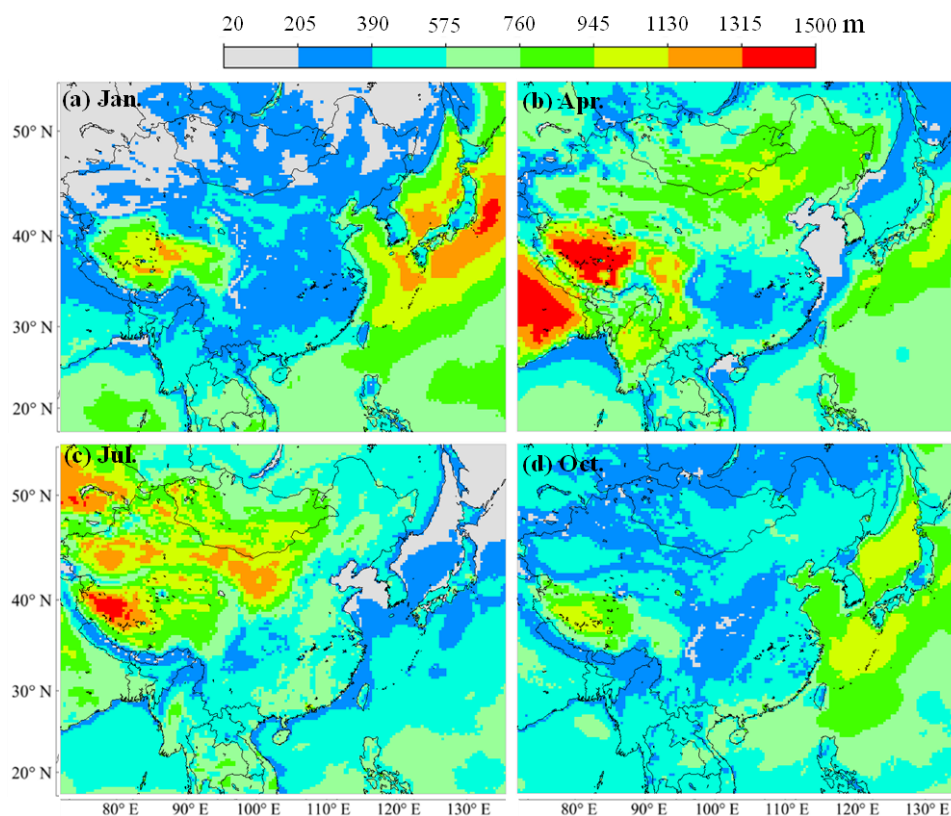 20 205 390 575 760 945 1130 1315 1500 m
(a) Jan.
(b) Apr.
50° N
40° N
30° N
20° N
(c) Jul.
(d) Oct.
50° N
40° N
30° N
20° N
80° E 90° E 100° E 110° E 120° E 130° E
80° E 90° E 100° E 110° E 120° E 130° E